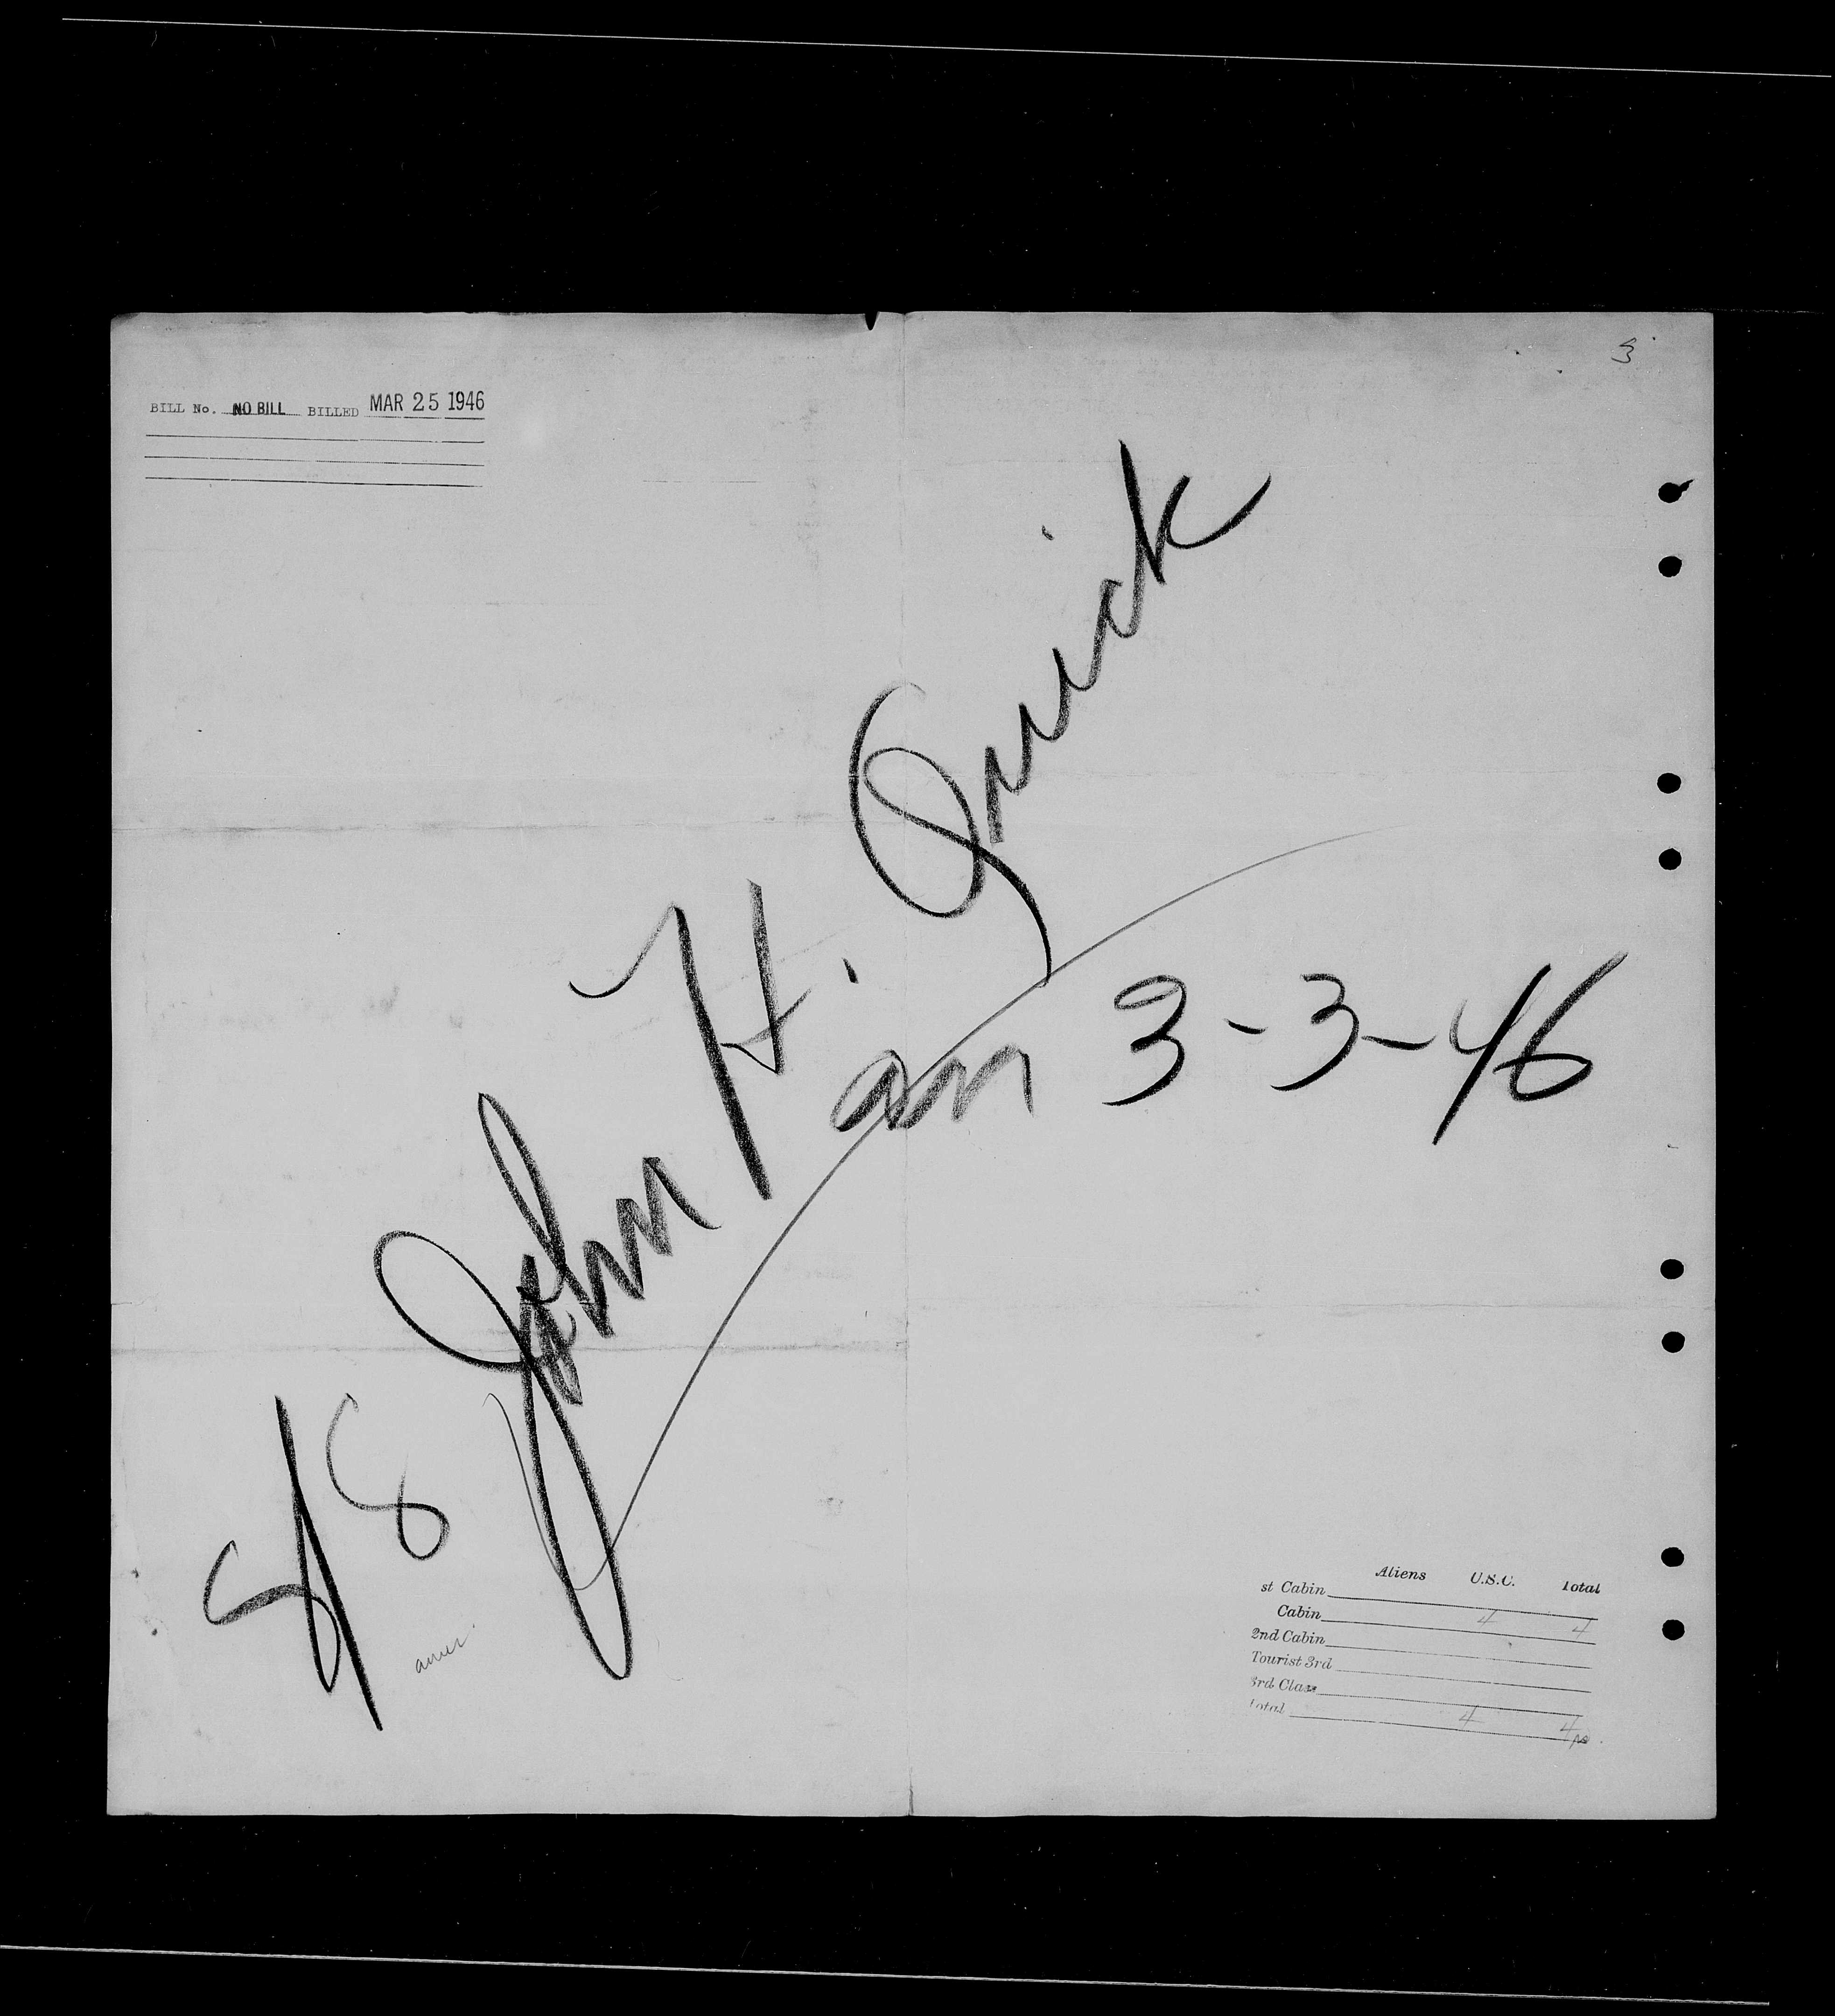 3
BILL No. NO BILL BILLED MAR 25 1946
S/S John H. Quick
am 3-3-46
amer.
Aliens U.S.C. Total
st Cabin
Cabin 4 4
2nd Cabin
Tourist 3rd
3rd Class
Total 4 4